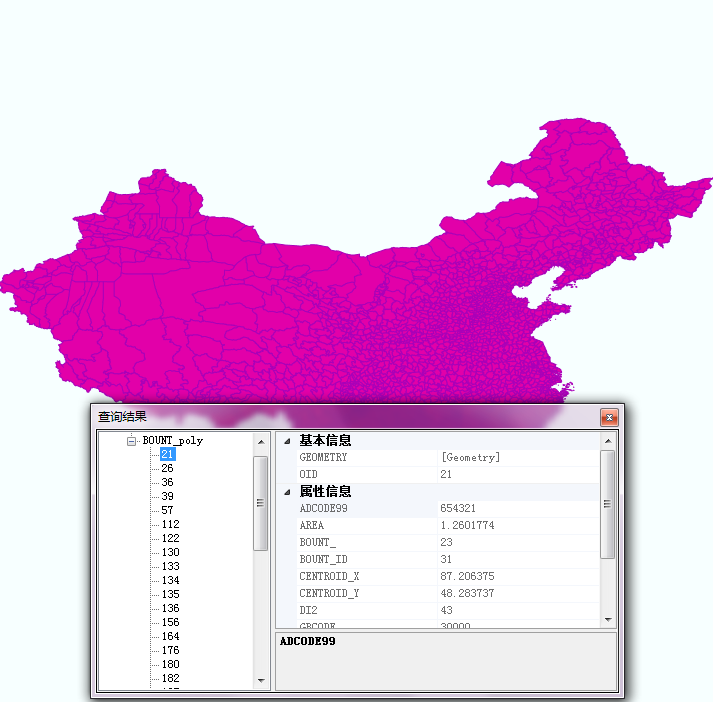 查询结果
BOUNT_poly
21
26
36
39
57
112
122
130
133
134
135
136
156
164
176
180
182
基本信息
GEOMETRY [Geometry]
OID 21
属性信息
ADCODE99 654321
AREA 1.2601774
BOUNT_ 23
BOUNT_ID 31
CENTROID_X 87.206375
CENTROID_Y 48.283737
DI2 43
GBCODE 30000
ADCODE99